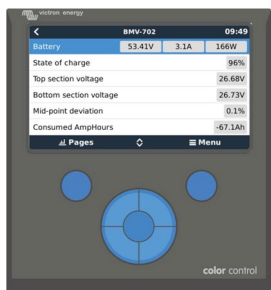 victron energy
BMV-702 09:49
Battery 53.41V 3.1A 166W
State of charge 96%
Top section voltage 26.68V
Bottom section voltage 26.73V
Mid-point deviation 0.1%
Consumed AmpHours -67.1Ah
Pages Menu
color control